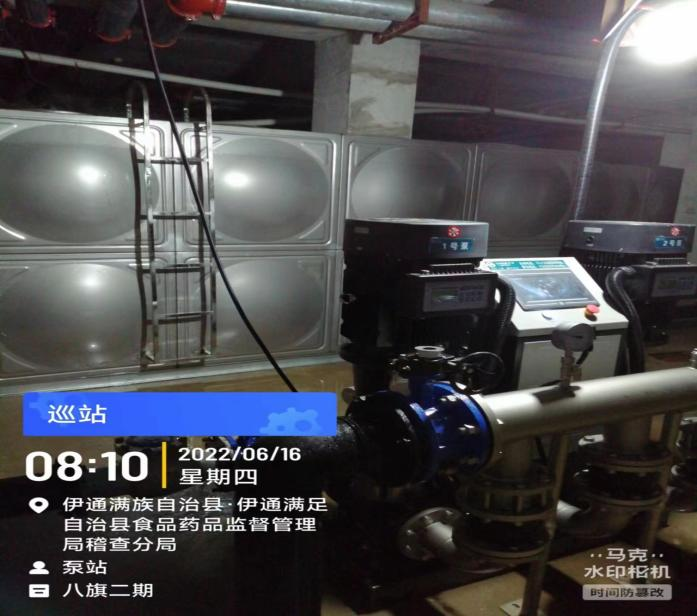 1号泵
2号泵
巡站
08:10
2022/06/16
星期四
伊通满族自治县·伊通满足
自治县食品药品监督管理
局稽查分局
泵站
八旗二期
马克
水印相机
时间防篡改